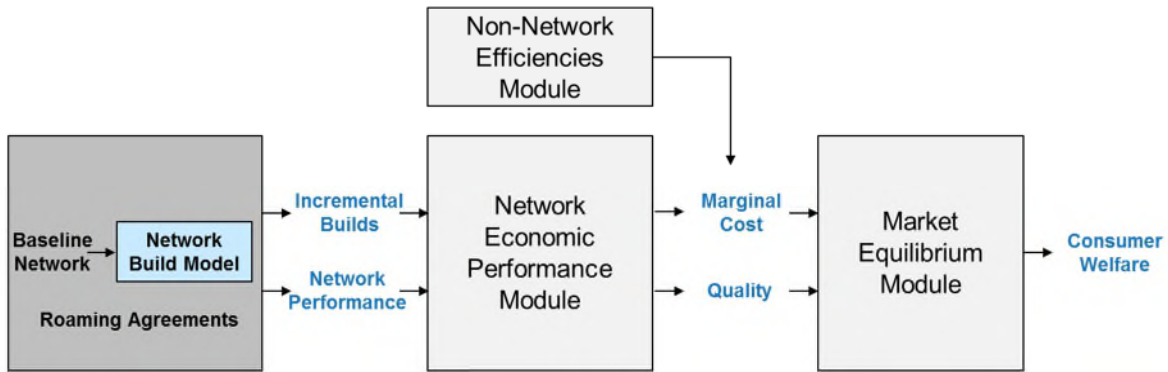 Non-Network
Efficiencies
Module
Baseline
Network
Network
Build Model
Roaming Agreements
Incremental
Builds
Network
Performance
Network
Economic
Performance
Module
Marginal
Cost
Quality
Market
Equilibrium
Module
Consumer
Welfare